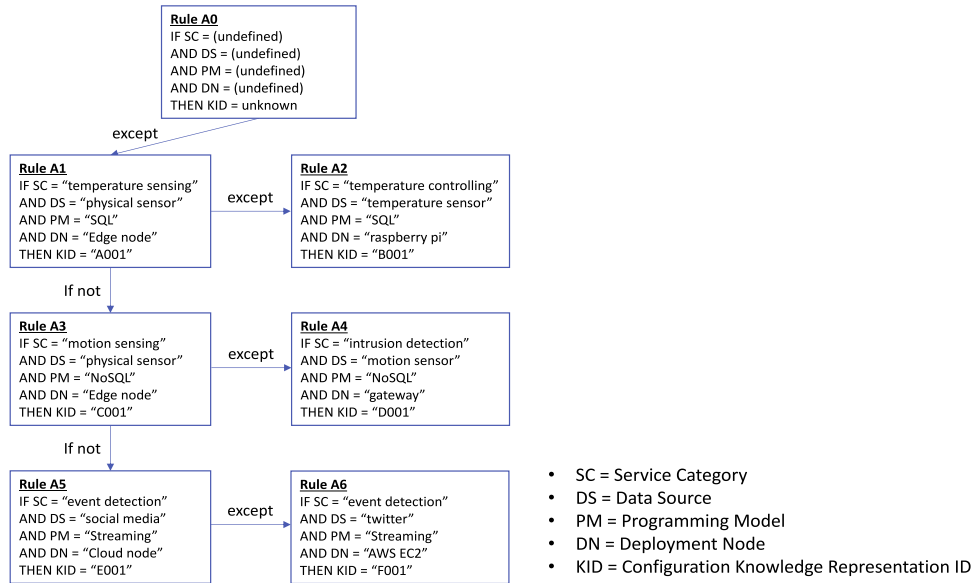 Rule A0
IF SC = (undefined)
AND DS = (undefined)
AND PM = (undefined)
AND DN = (undefined)
THEN KID = unknown
except
Rule A1
IF SC = “temperature sensing”
AND DS = “physical sensor”
AND PM = “SQL”
AND DN = “Edge node”
THEN KID = “A001”
except
Rule A2
IF SC = “temperature controlling”
AND DS = “temperature sensor”
AND PM = “SQL”
AND DN = “raspberry pi”
THEN KID = “B001”
If not
Rule A3
IF SC = “motion sensing”
AND DS = “physical sensor”
AND PM = “NoSQL”
AND DN = “Edge node”
THEN KID = “C001”
except
Rule A4
IF SC = “intrusion detection”
AND DS = “motion sensor”
AND PM = “NoSQL”
AND DN = “gateway”
THEN KID = “D001”
If not
Rule A5
IF SC = “event detection”
AND DS = “social media”
AND PM = “Streaming”
AND DN = “Cloud node”
THEN KID = “E001”
except
Rule A6
IF SC = “event detection”
AND DS = “twitter”
AND PM = “Streaming”
AND DN = “AWS EC2”
THEN KID = “F001”
• SC = Service Category
• DS = Data Source
• PM = Programming Model
• DN = Deployment Node
• KID = Configuration Knowledge Representation ID